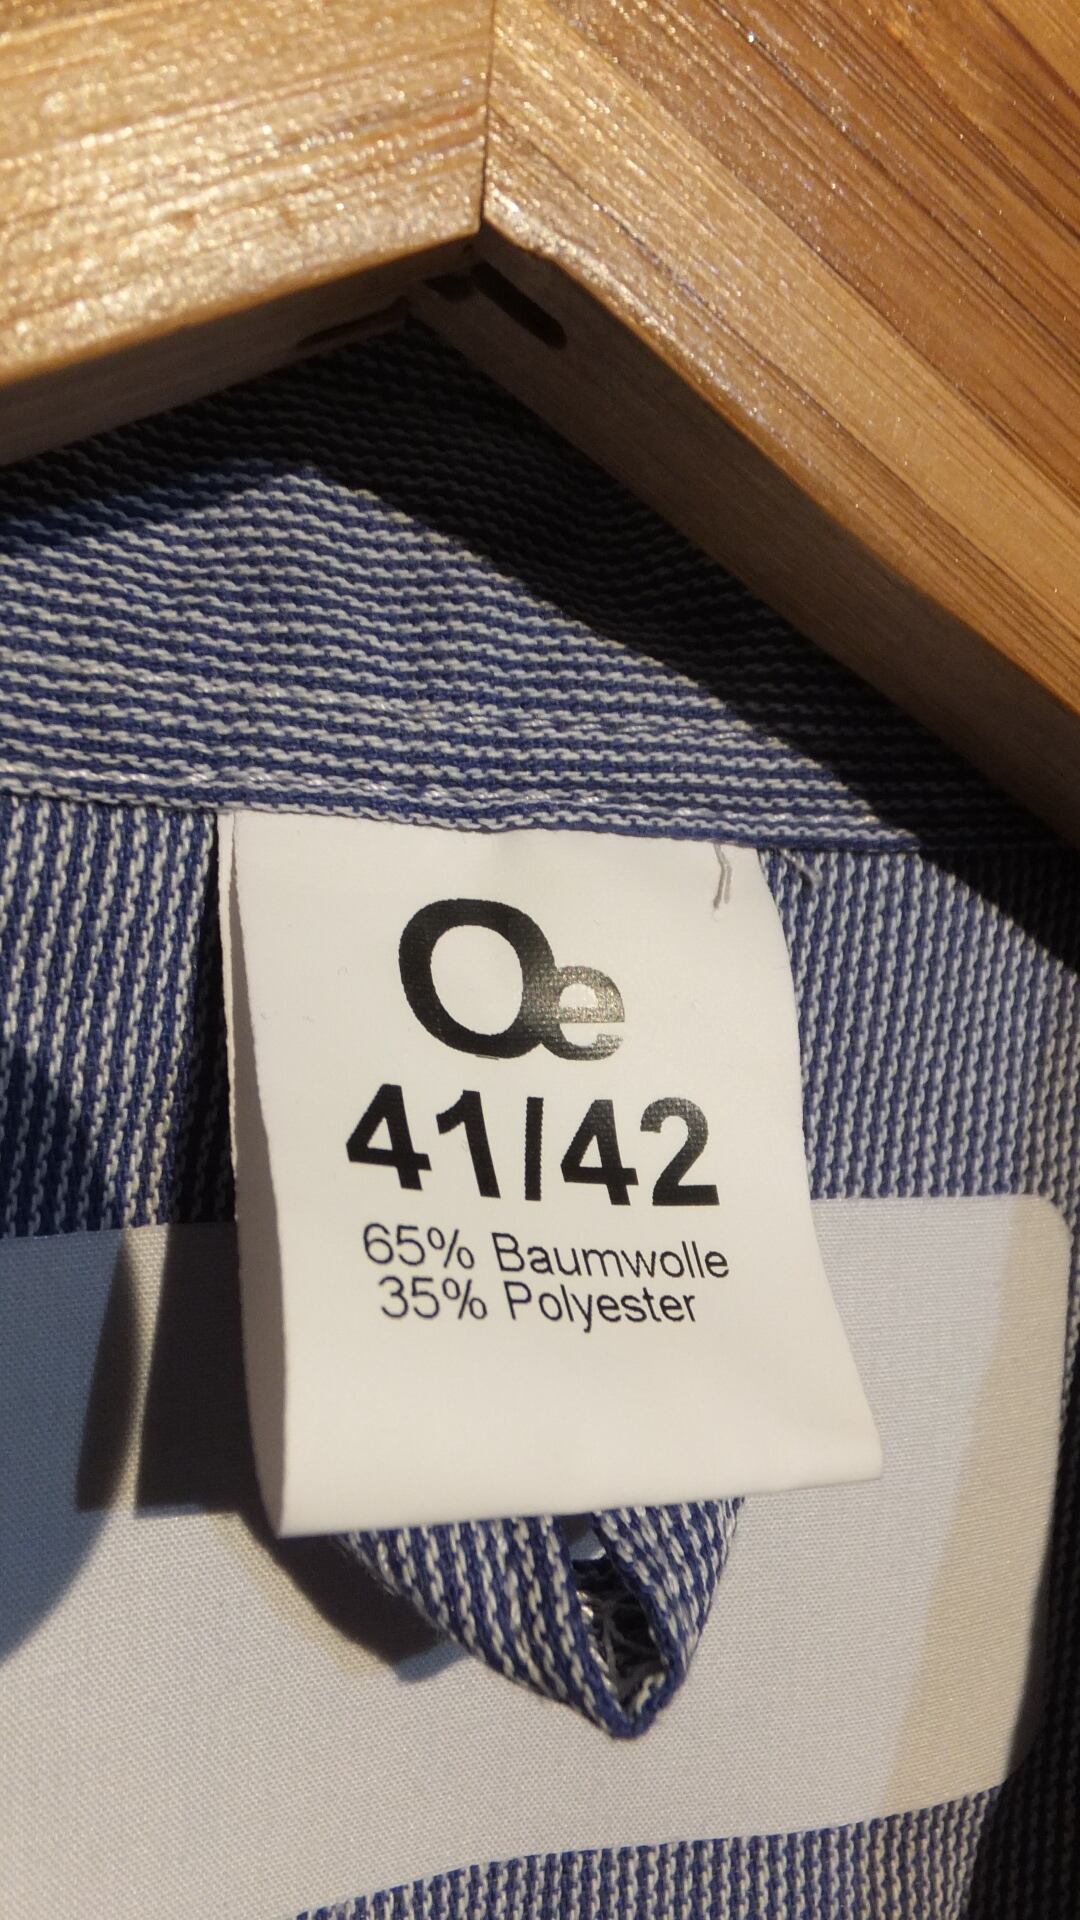 Oe
41/42
65% Baumwolle
35% Polyester